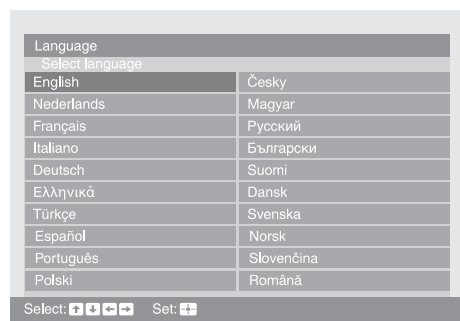 Language
Select language
English
Nederlands
Français
Italiano
Deutsch
Ελληνικά
Türkçe
Español
Português
Polski
Česky
Magyar
Русский
Български
Suomi
Dansk
Svenska
Norsk
Slovenčina
Română
Select: Set: